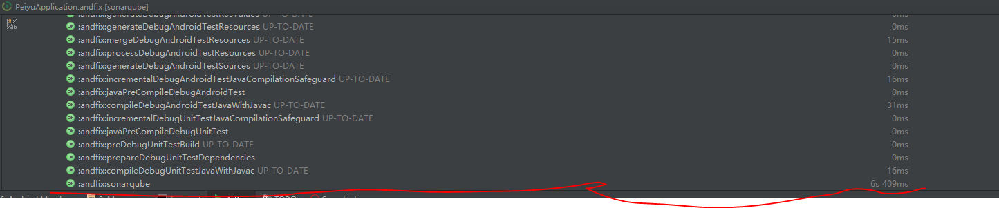 PeiyuApplication:andfix [sonarqube]
UP-TO-DATE 0ms
:andfix:generateDebugAndroidTestResources UP-TO-DATE 0ms
:andfix:mergeDebugAndroidTestResources UP-TO-DATE 15ms
:andfix:processDebugAndroidTestResources UP-TO-DATE 0ms
:andfix:generateDebugAndroidTestSources UP-TO-DATE 0ms
:andfix:incrementalDebugAndroidTestJavaCompilationSafeguard UP-TO-DATE 16ms
:andfix:javaPreCompileDebugAndroidTest 0ms
:andfix:compileDebugAndroidTestJavaWithJavac UP-TO-DATE 31ms
:andfix:incrementalDebugUnitTestJavaCompilationSafeguard UP-TO-DATE 0ms
:andfix:javaPreCompileDebugUnitTest 0ms
:andfix:preDebugUnitTestBuild UP-TO-DATE 0ms
:andfix:prepareDebugUnitTestDependencies 0ms
:andfix:compileDebugUnitTestJavaWithJavac UP-TO-DATE 16ms
:andfix:sonarqube 6s 409ms